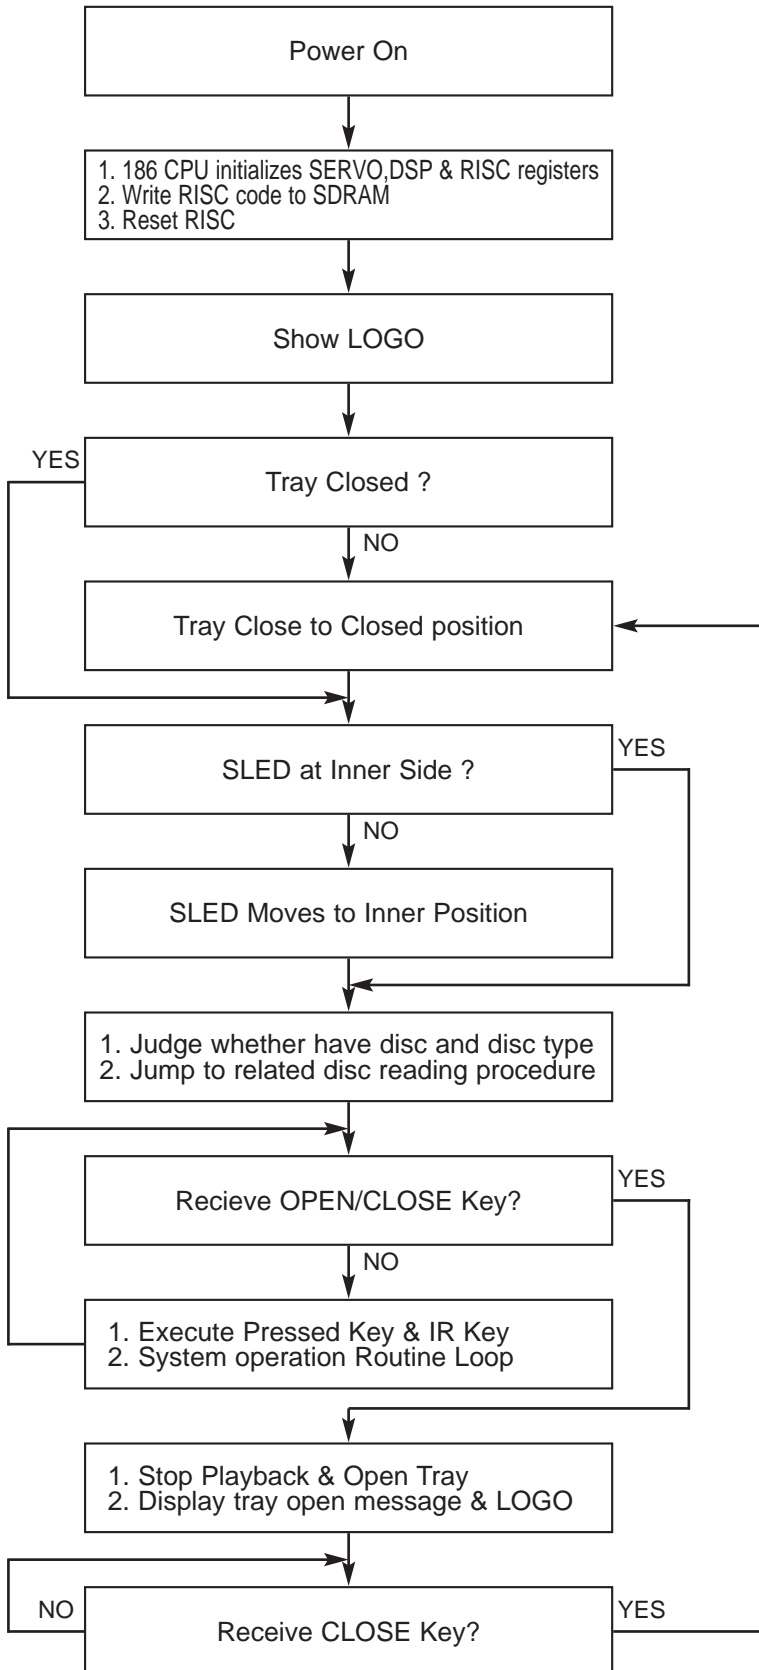 Power On
1. 186 CPU initializes SERVO,DSP & RISC registers
2. Write RISC code to SDRAM
3. Reset RISC
Show LOGO
YES
Tray Closed ?
NO
Tray Close to Closed position
SLED at Inner Side ?
YES
NO
SLED Moves to Inner Position
1. Judge whether have disc and disc type
2. Jump to related disc reading procedure
Recieve OPEN/CLOSE Key?
YES
NO
1. Execute Pressed Key & IR Key
2. System operation Routine Loop
1. Stop Playback & Open Tray
2. Display tray open message & LOGO
NO
Receive CLOSE Key?
YES